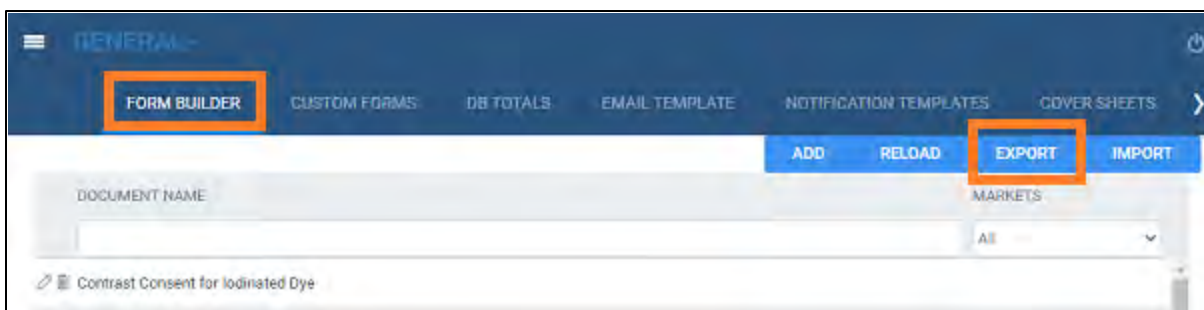 GENERAL
FORM BUILDER CUSTOM FORMS DB TOTALS EMAIL TEMPLATE NOTIFICATION TEMPLATES COVER SHEETS
ADD RELOAD EXPORT IMPORT
DOCUMENT NAME MARKETS
All
Contrast Consent for Iodinated Dye